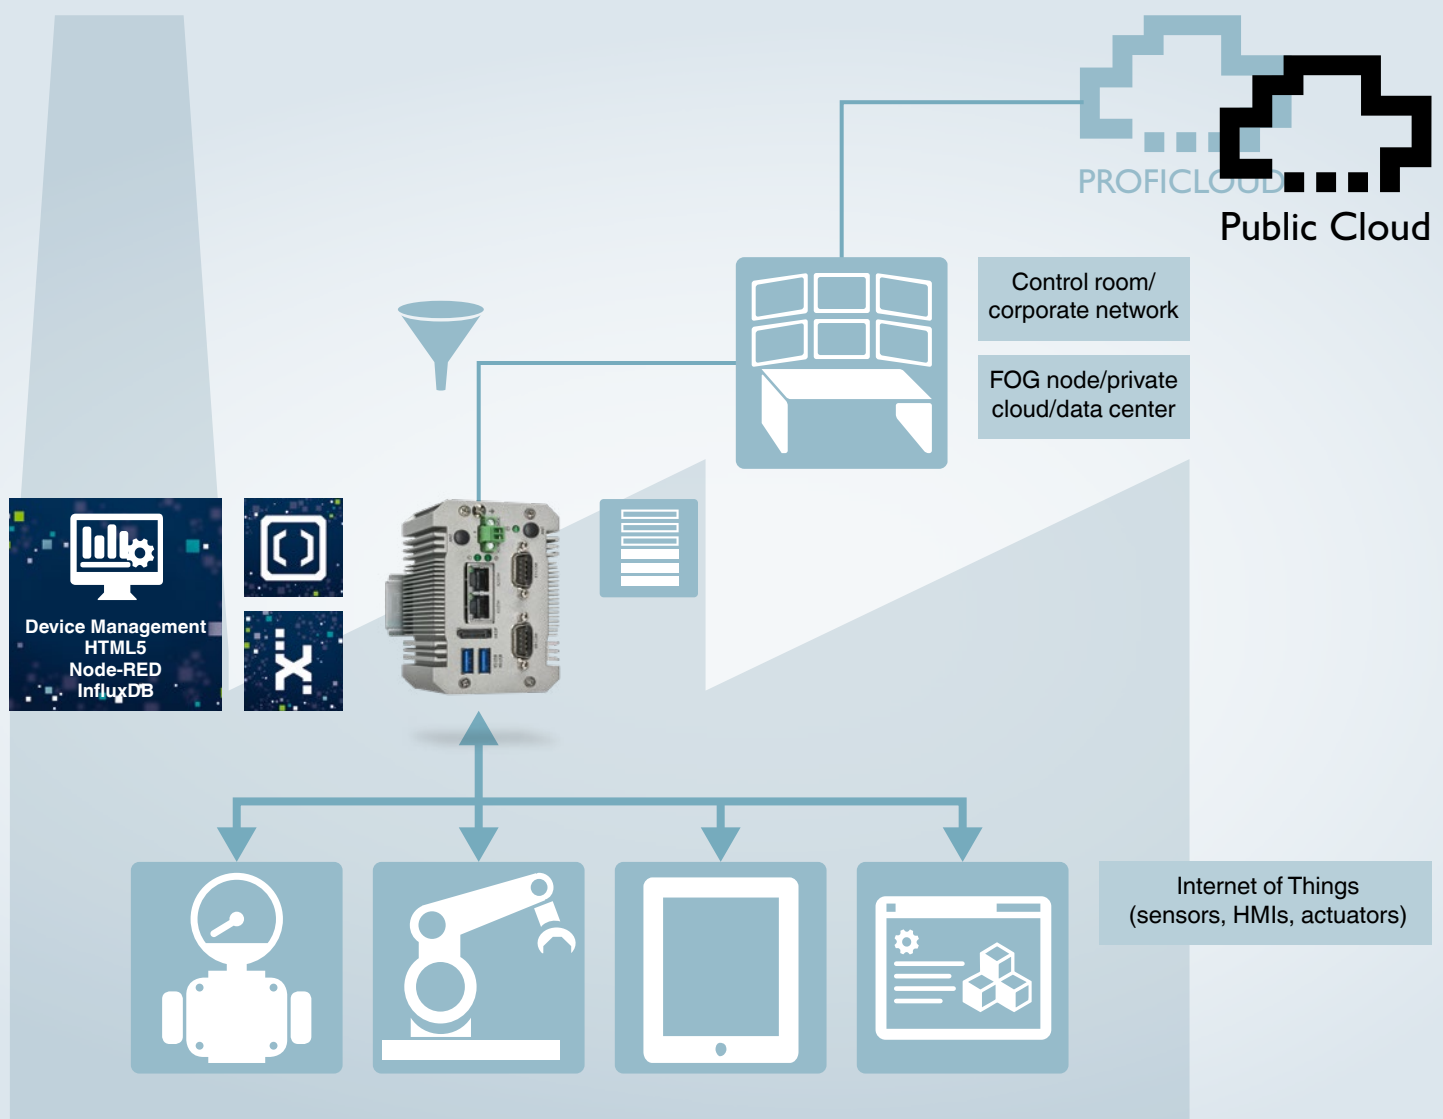 PROFICLOUD
Public Cloud
Control room/
corporate network
FOG node/private
cloud/data center
Device Management
HTML5
Node-RED
InfluxDB
Internet of Things
(sensors, HMIs, actuators)